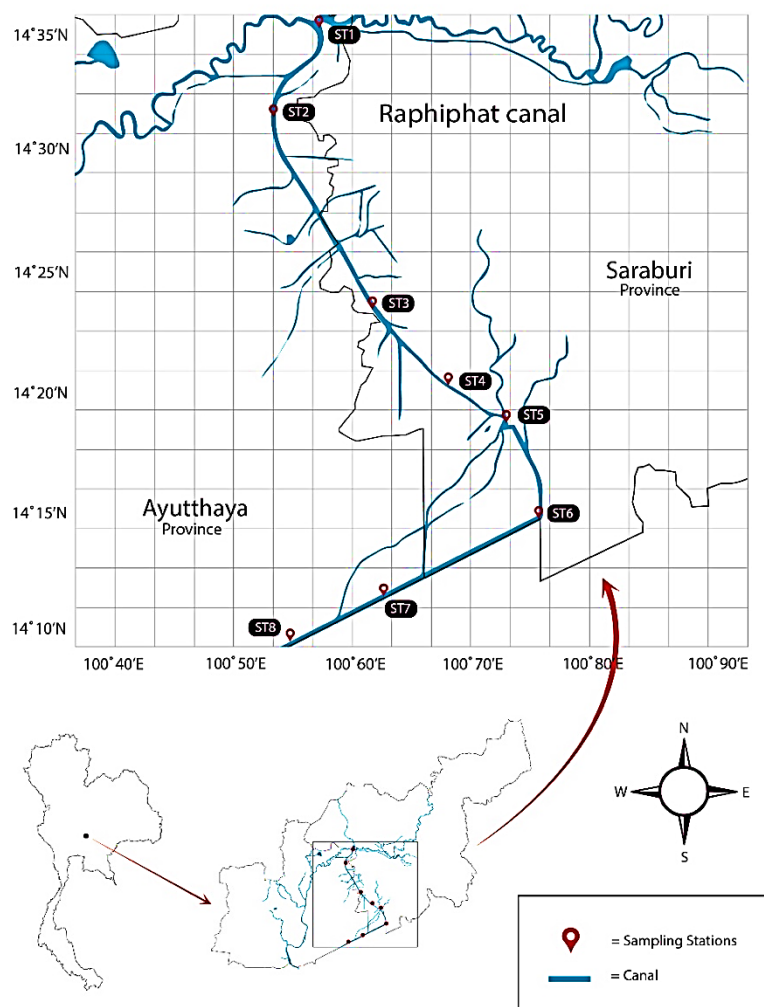 14°35'N
ST1
ST2
Raphiphat canal
14°30'N
14°25'N
Saraburi
Province
ST3
14°20'N
ST4
ST5
14°15'N
Ayutthaya
Province
ST6
ST7
14°10'N
ST8
100°40'E
100°50'E
100°60'E
100°70'E
100°80'E
100°90'E
N
W
E
S
= Sampling Stations
= Canal